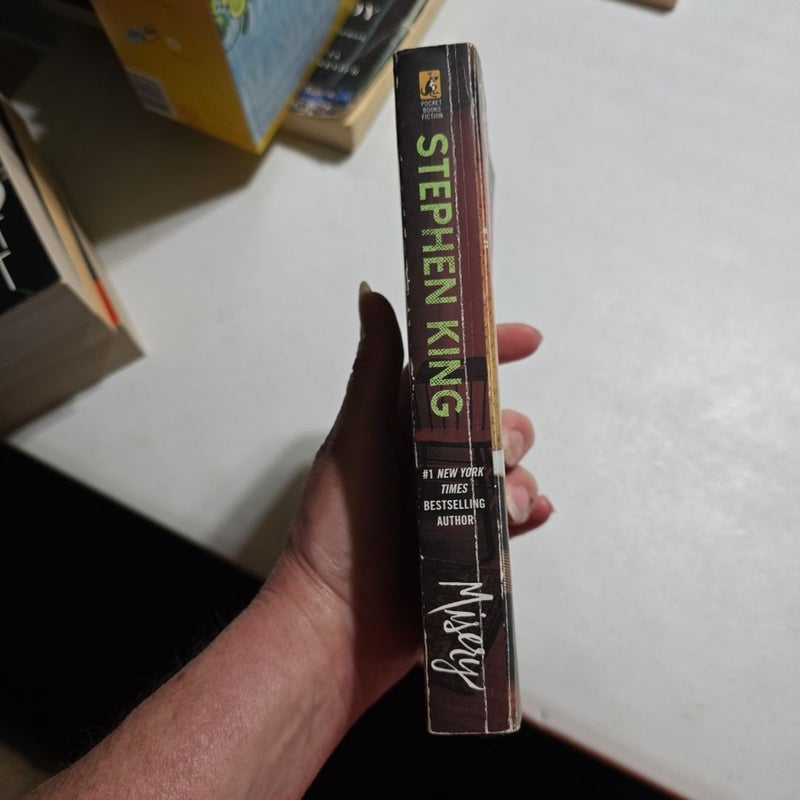 POCKET
BOOKS
FICTION
STEPHEN KING
#1 NEW YORK
TIMES
BESTSELLING
AUTHOR
Misery